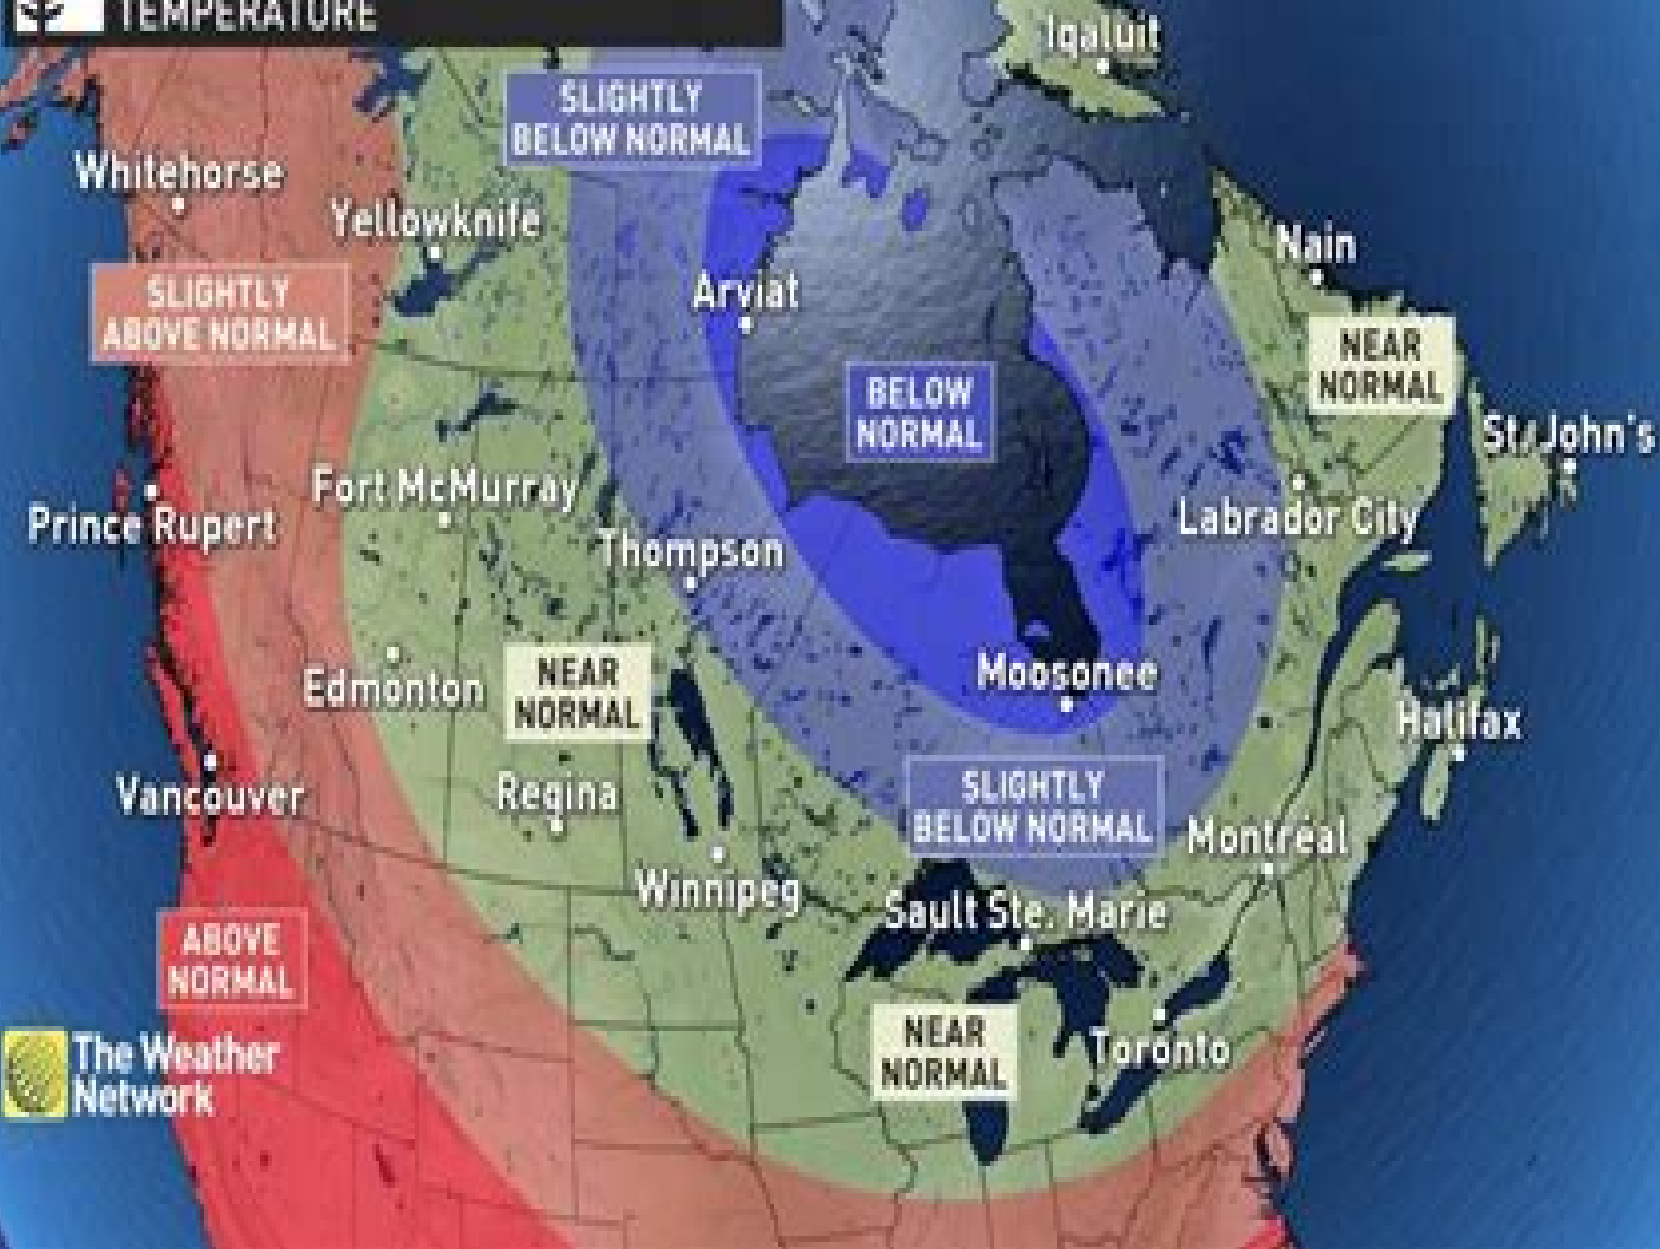 TEMPERATURE
Iqaluit
SLIGHTLY
BELOW NORMAL
Whitehorse
Yellowknife
Nain
SLIGHTLY
ABOVE NORMAL
Arviat
NEAR
NORMAL
BELOW
NORMAL
St. John's
Fort McMurray
Prince Rupert
Labrador City
Thompson
Edmonton
NEAR
NORMAL
Moosonee
Halifax
Vancouver
Regina
SLIGHTLY
BELOW NORMAL
Montréal
Winnipeg
Sault Ste. Marie
ABOVE
NORMAL
NEAR
NORMAL
Toronto
The Weather
Network